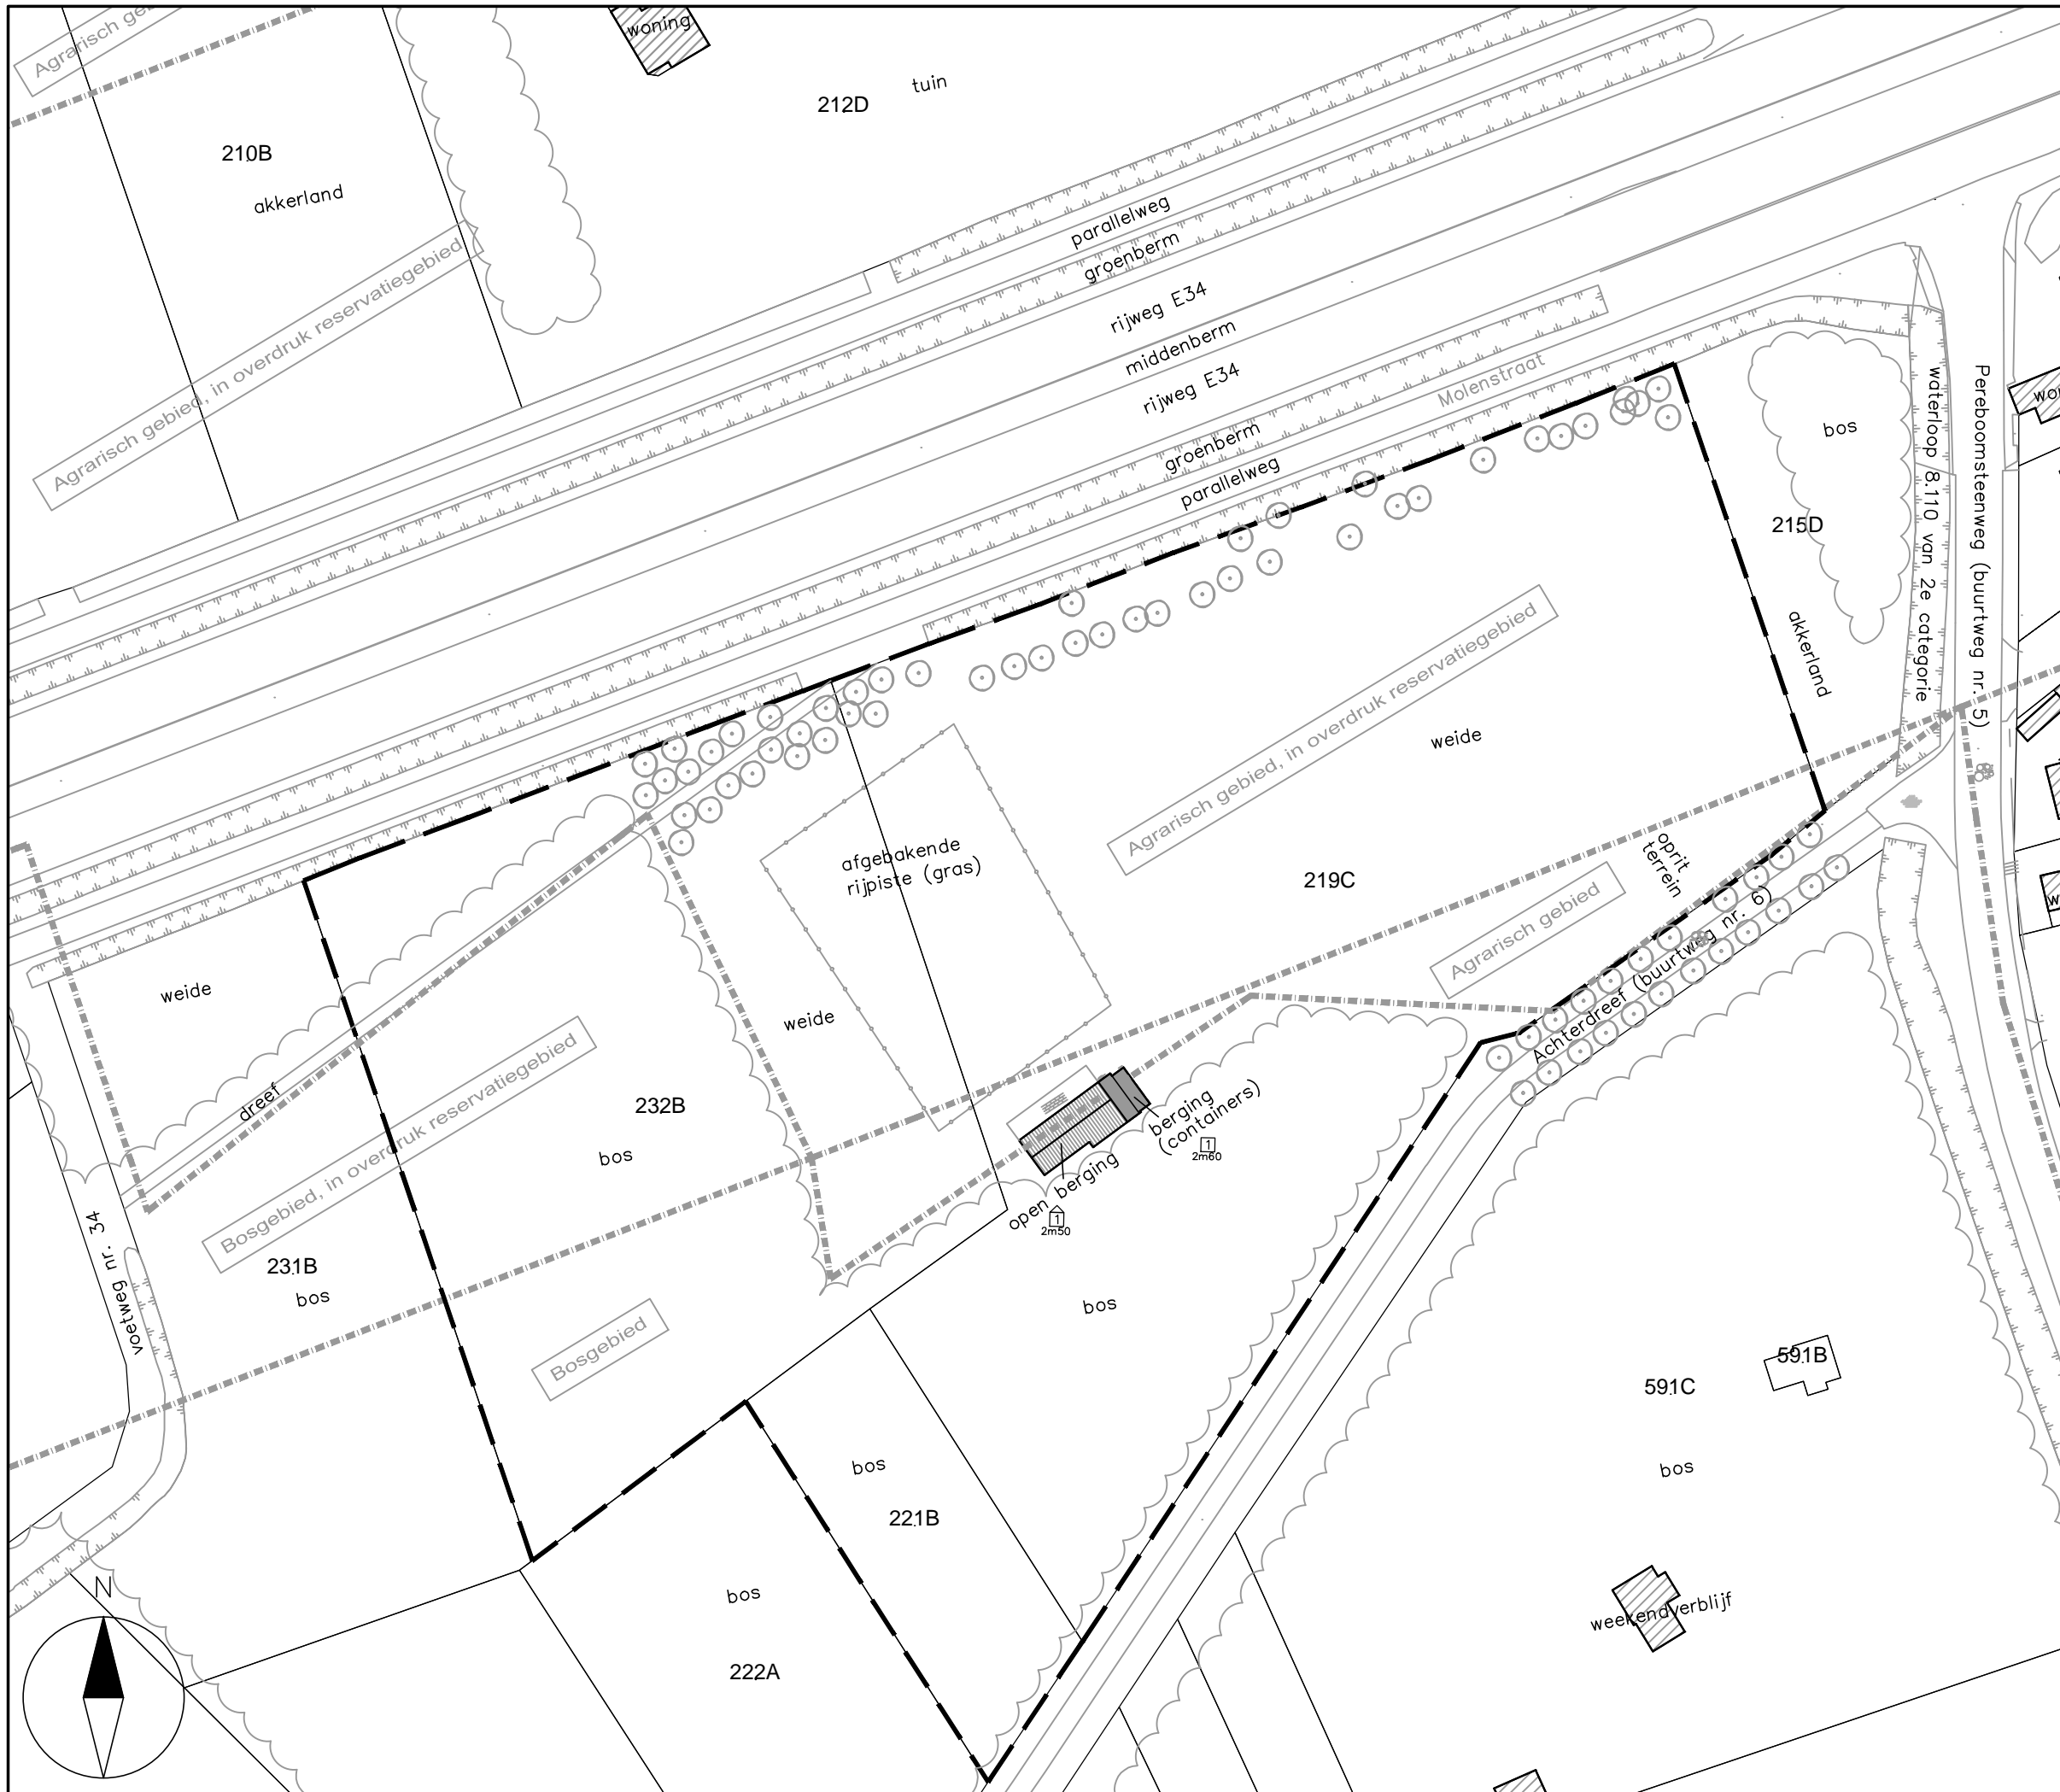 Agrarisch
woning
tuin
212D
210B
akkerland
Agrarisch gebied, in overdruk reservatiegebied
parallelweg
groenberm
rijweg E34
middenberm
rijweg E34
Molenstraat
groenberm
parallelweg
bos
215D
akkerland
waterloop 8.110 van 2e categorie
Pereboomsteenweg (buurtweg nr. 5)
Agrarisch gebied, in overdruk reservatiegebied
weide
afgebakende
rijpiste (gras)
219C
oprit
terrein
Agrarisch gebied
Achterdreef (buurtweg nr. 6)
weide
weide
dreef
Bosgebied, in overdruk reservatiegebied
232B
bos
berging
(containers)
1
2m60
open berging
1
2m50
voetweg nr. 34
231B
bos
Bosgebied
bos
591B
591C
bos
bos
221B
N
bos
222A
weekendverblijf